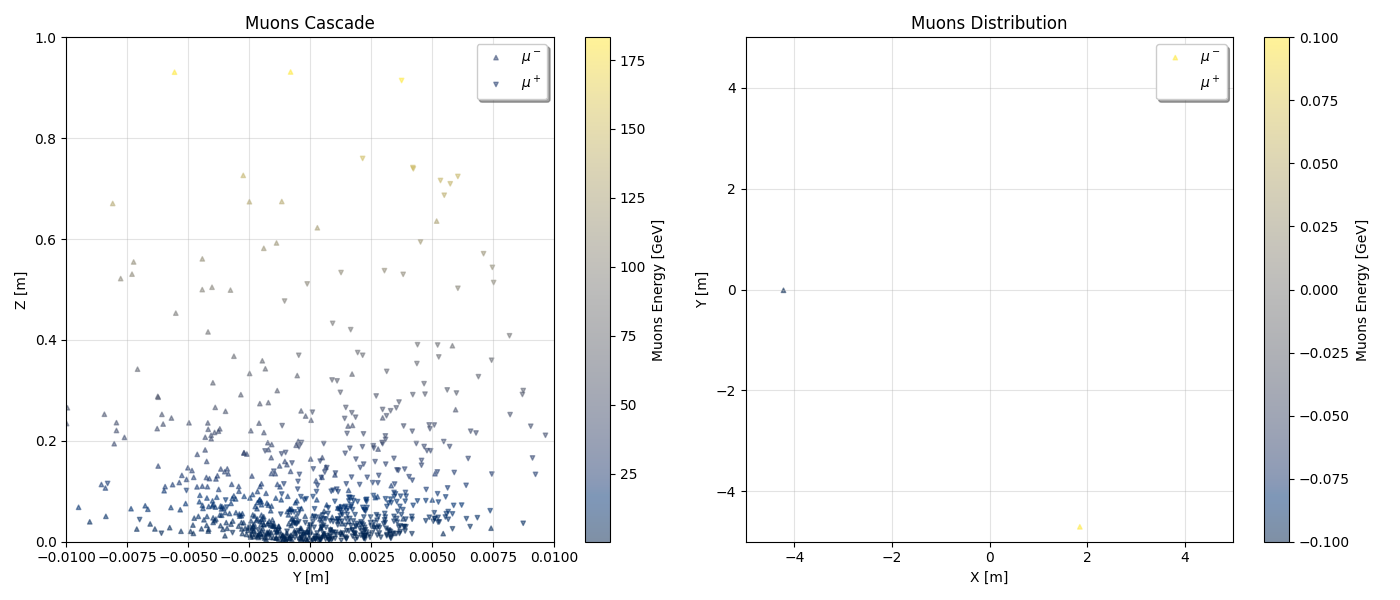 Muons Cascade
Z [m]
1.0
0.8
0.6
0.4
0.2
0.0
−0.0100 −0.0075 −0.0050 −0.0025 0.0000 0.0025 0.0050 0.0075 0.0100
Y [m]
μ−
μ+
175
150
125
100
75
50
25
Muons Energy [GeV]
Muons Distribution
Y [m]
4
2
0
−2
−4
−4 −2 0 2 4
X [m]
μ−
μ+
0.100
0.075
0.050
0.025
0.000
−0.025
−0.050
−0.075
−0.100
Muons Energy [GeV]